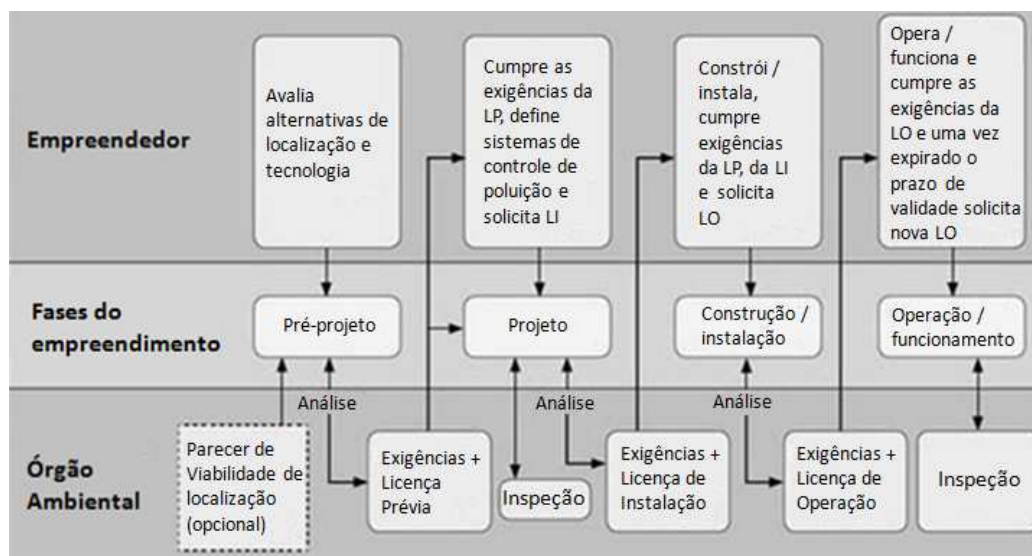 Empreendedor
Avalia
alternativas de
localização e
tecnologia
Cumpre as
exigências da
LP, define
sistemas de
controle de
poluição e
solicita LI
Constrói /
instala,
cumpre
exigências
da LP, da LI
e solicita
LO
Opera /
funciona e
cumpre as
exigências da
LO e uma vez
expirado o
prazo de
validade solicita
nova LO
Fases do
empreendimento
Pré-projeto
Projeto
Construção /
instalação
Operação /
funcionamento
Análise
Análise
Análise
Órgão
Ambiental
Parecer de
Viabilidade de
localização
(opcional)
Exigências +
Licença
Prévia
Inspeção
Exigências +
Licença de
Instalação
Exigências +
Licença de
Operação
Inspeção